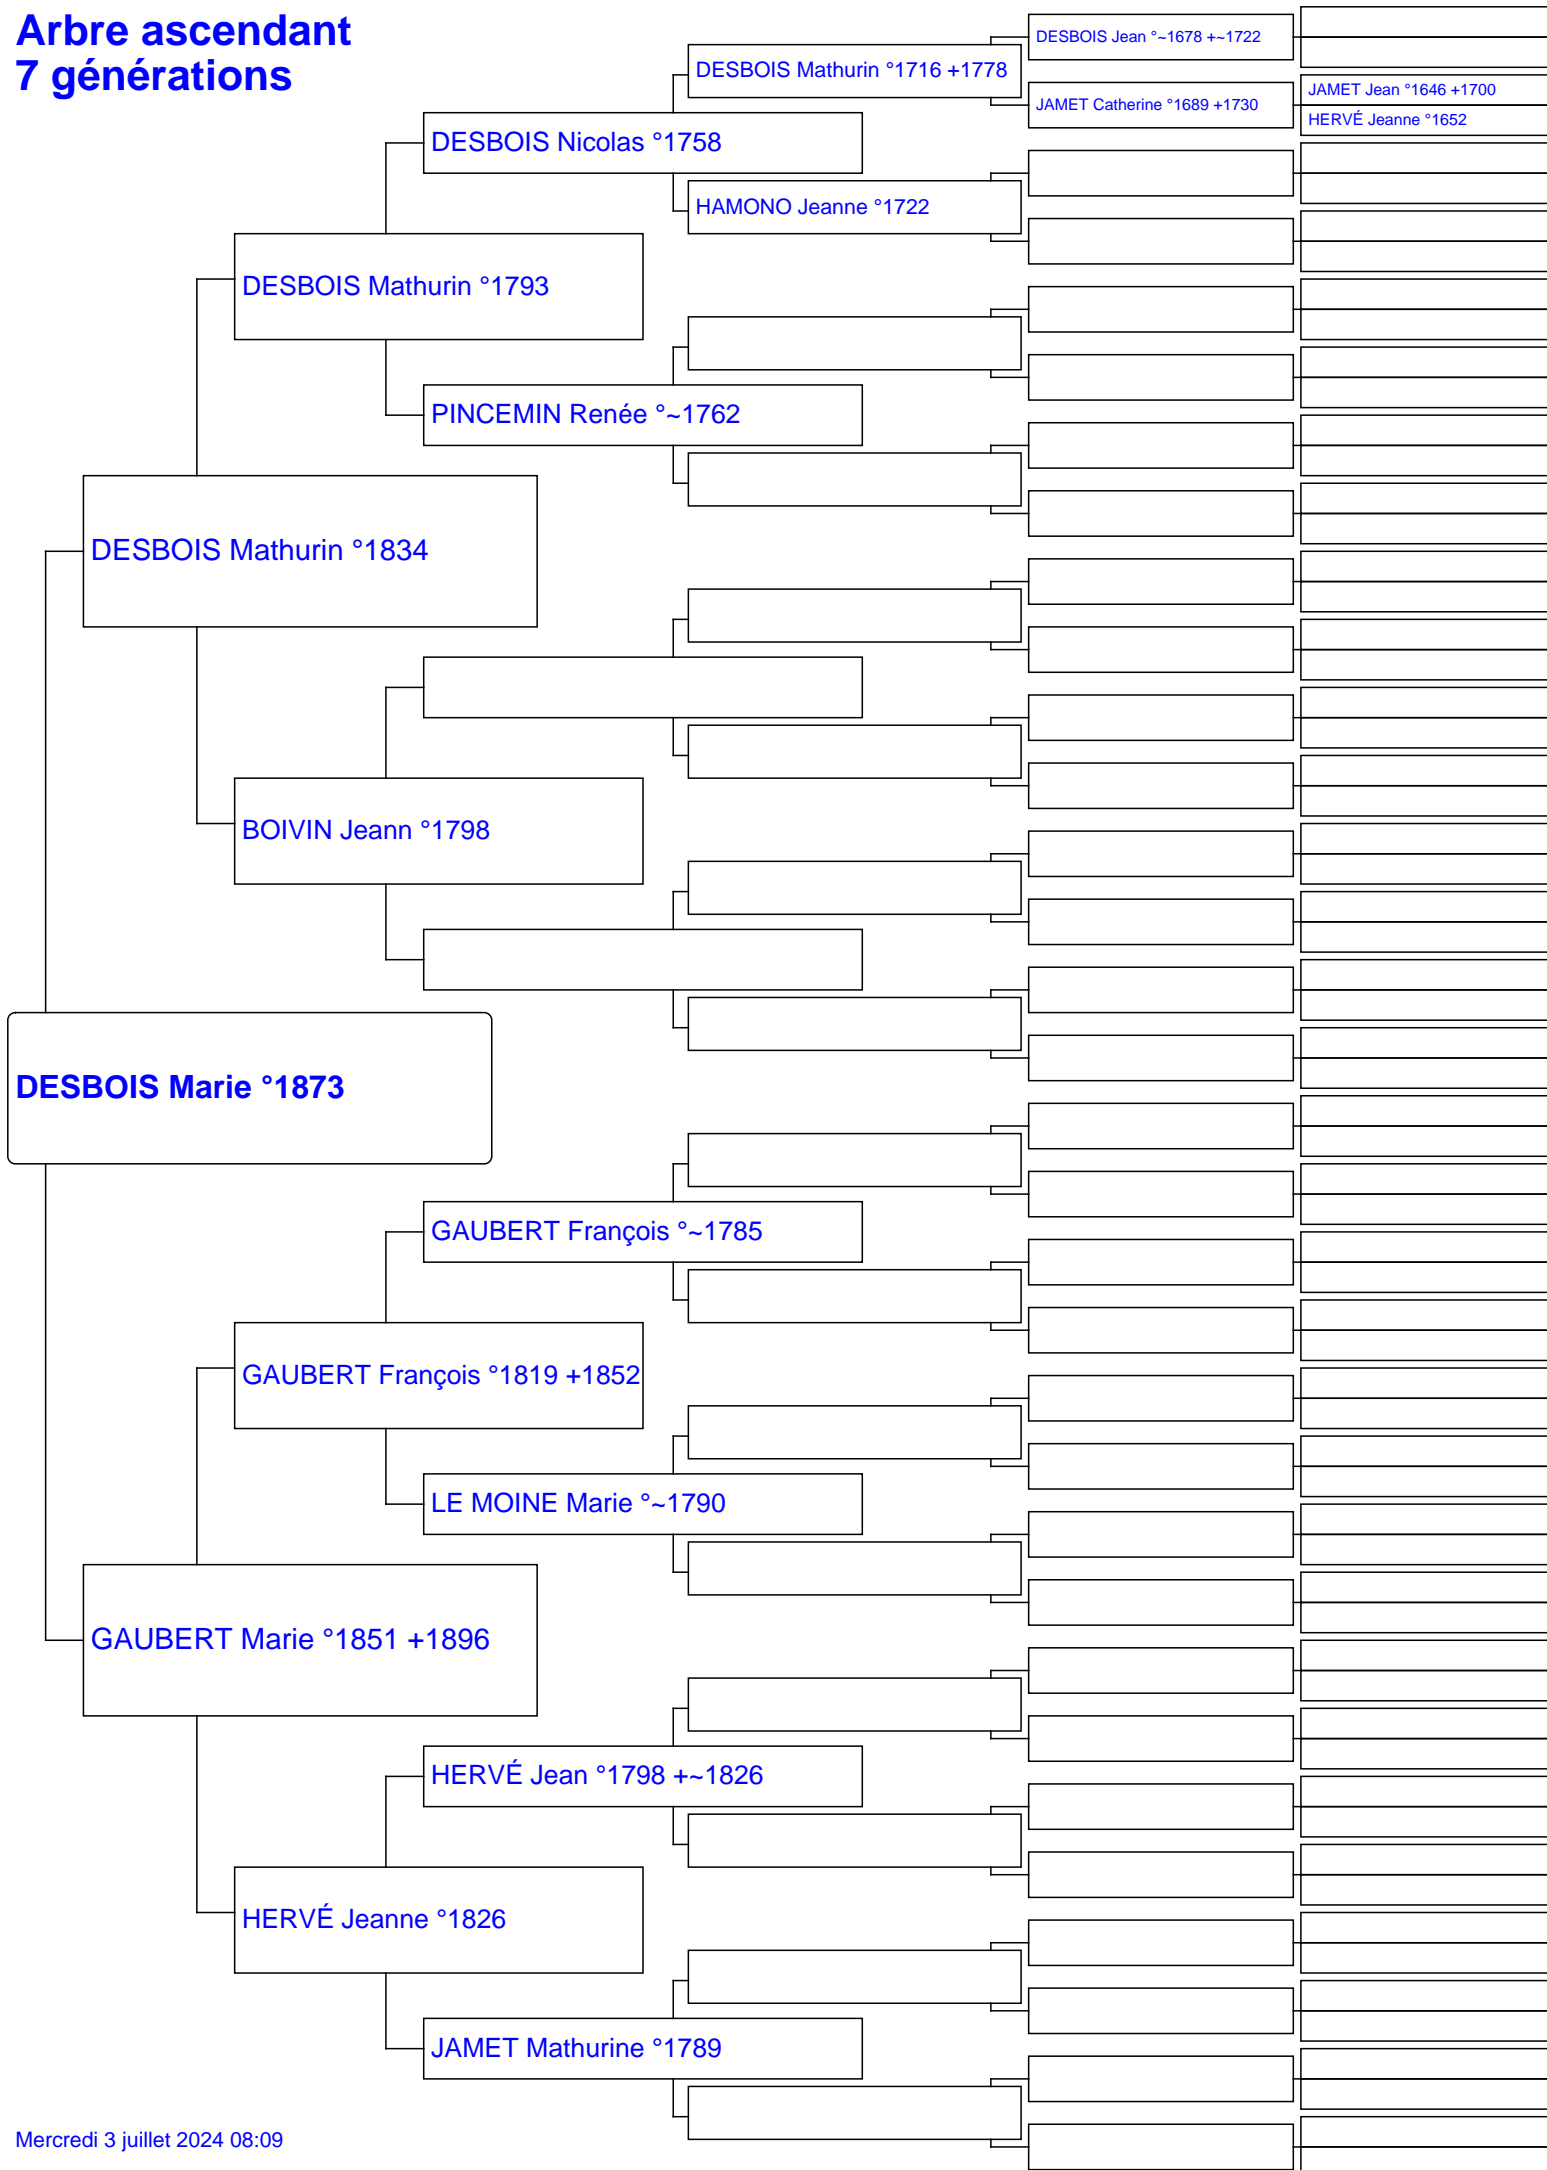 Arbre ascendant
7 générations
DESBOIS Jean °~1678 +~1722
DESBOIS Mathurin °1716 +1778
JAMET Jean °1646 +1700
JAMET Catherine °1689 +1730
HERVÉ Jeanne °1652
DESBOIS Nicolas °1758
HAMONO Jeanne °1722
DESBOIS Mathurin °1793
PINCEMIN Renée °~1762
DESBOIS Mathurin °1834
BOIVIN Jeann °1798
DESBOIS Marie °1873
GAUBERT François °~1785
GAUBERT François °1819 +1852
LE MOINE Marie °~1790
GAUBERT Marie °1851 +1896
HERVÉ Jean °1798 +~1826
HERVÉ Jeanne °1826
JAMET Mathurine °1789
Mercredi 3 juillet 2024 08:09